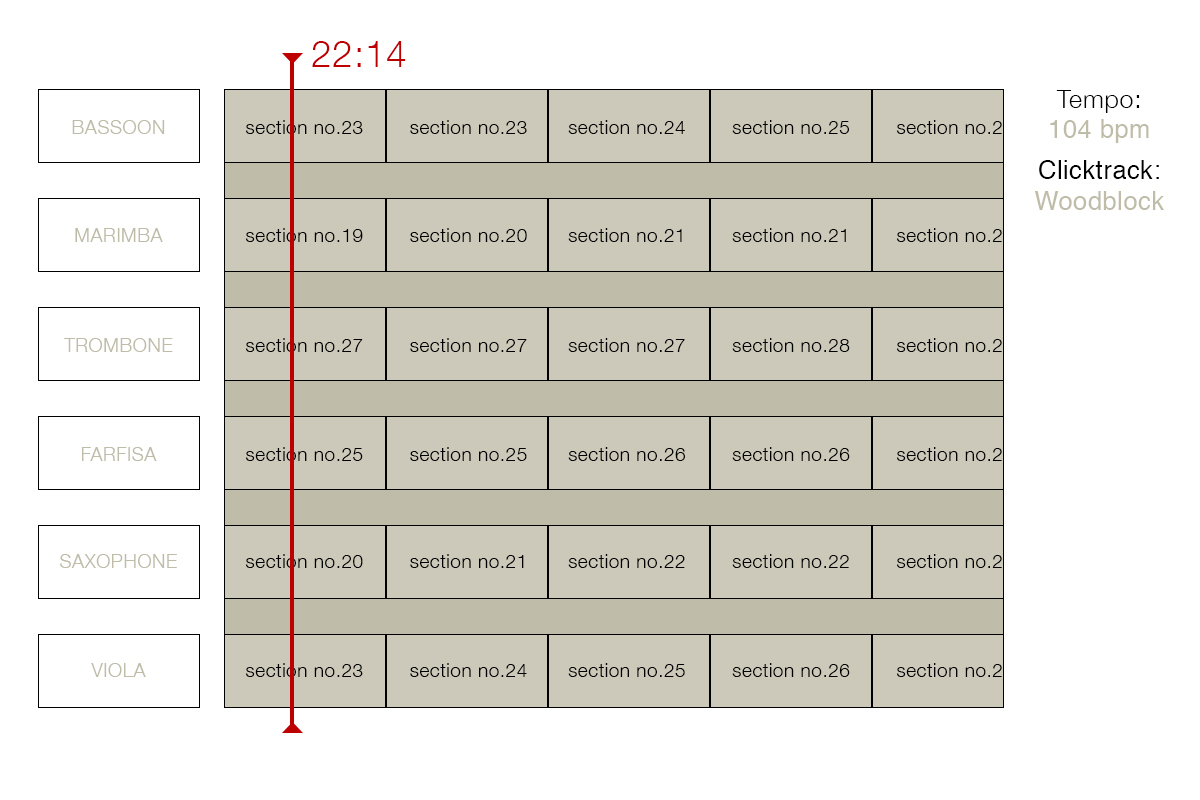 22:14
Tempo:
104 bpm
Clicktrack:
Woodblock
BASSOON section no.23 section no.23 section no.24 section no.25 section no.2
MARIMBA section no.19 section no.20 section no.21 section no.21 section no.2
TROMBONE section no.27 section no.27 section no.27 section no.28 section no.2
FARFISA section no.25 section no.25 section no.26 section no.26 section no.2
SAXOPHONE section no.20 section no.21 section no.22 section no.22 section no.2
VIOLA section no.23 section no.24 section no.25 section no.26 section no.2